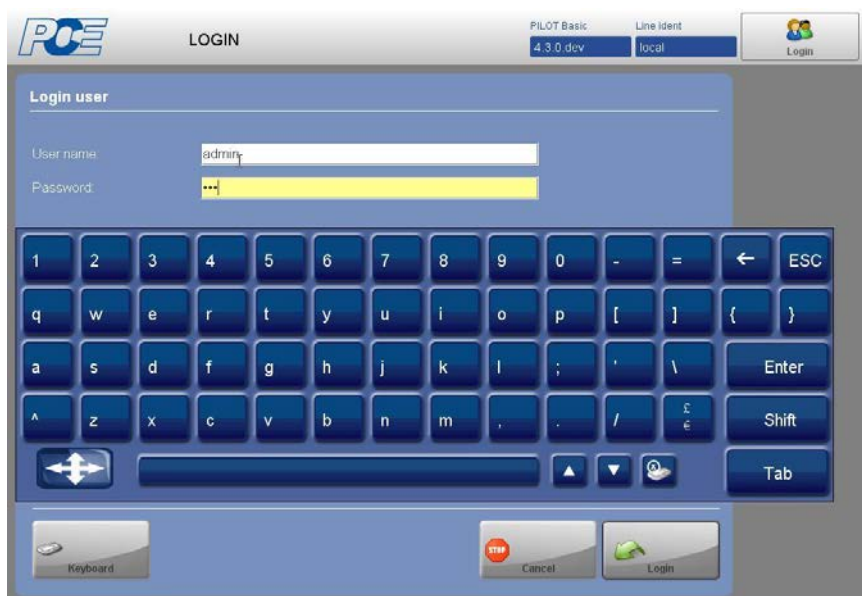 PCE
LOGIN
PILOT Basic
4.3.0.dev
Line Ident
local
Login
Login user
User name:
admin
Password:
•••
1 2 3 4 5 6 7 8 9 0 - = ← ESC
q w e r t y u i o p [ ] { }
a s d f g h j k l ; ' \ Enter
^ z x c v b n m , . / £ € Shift
▲ ▼ Tab
Keyboard
STOP
Cancel
Login